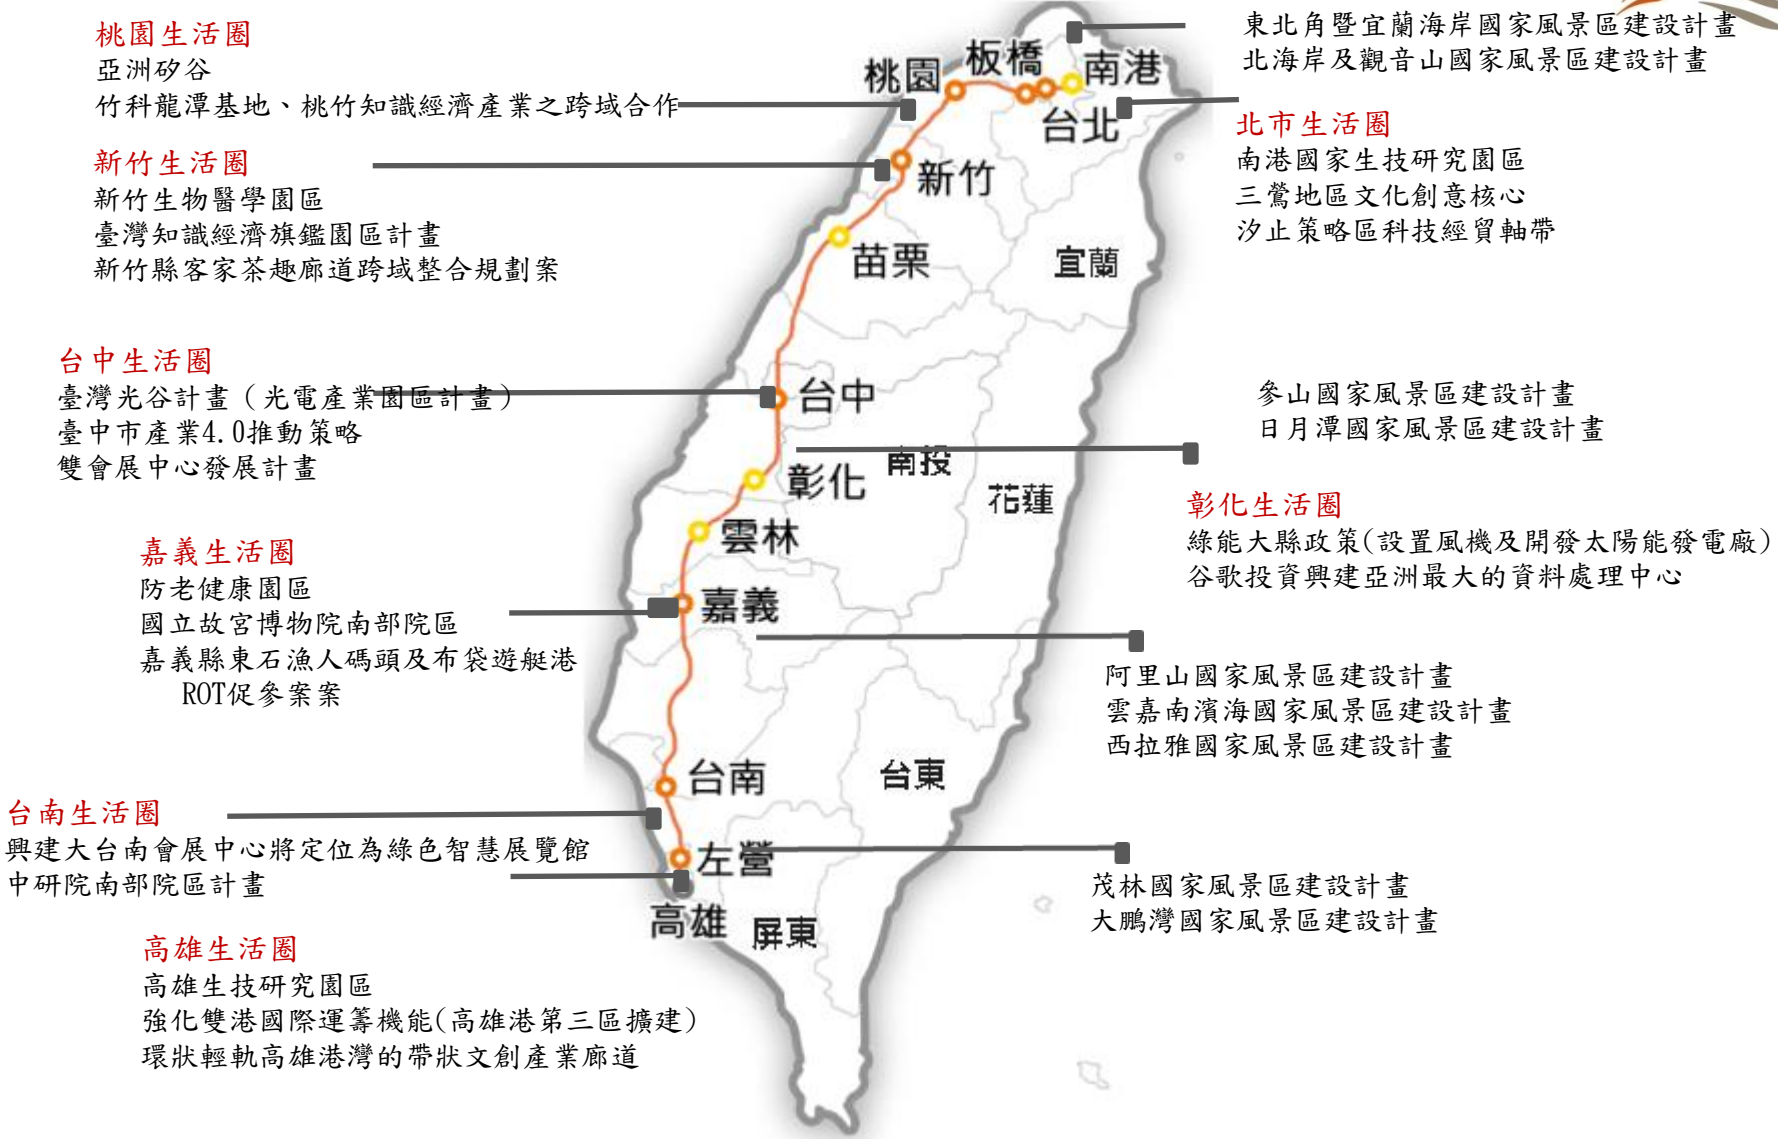 桃園生活圈
亞洲矽谷
竹科龍潭基地、桃竹知識經濟產業之跨域合作
新竹生活圈
新竹生物醫學園區
臺灣知識經濟旗鑑園區計畫
新竹縣客家茶趣廊道跨域整合規劃案
台中生活圈
臺灣光谷計畫（光電產業園區計畫）
臺中市產業4.0推動策略
雙會展中心發展計畫
嘉義生活圈
防老健康園區
國立故宮博物院南部院區
嘉義縣東石漁人碼頭及布袋遊艇港
ROT促參案案
台南生活圈
興建大台南會展中心將定位為綠色智慧展覽館
中研院南部院區計畫
高雄生活圈
高雄生技研究園區
強化雙港國際運籌機能(高雄港第三區擴建)
環狀輕軌高雄港灣的帶狀文創產業廊道
桃園
板橋
南港
台北
新竹
苗栗
宜蘭
台中
南投
彰化
花蓮
雲林
嘉義
台南
台東
左營
高雄
屏東
東北角暨宜蘭海岸國家風景區建設計畫
北海岸及觀音山國家風景區建設計畫
北市生活圈
南港國家生技研究園區
三鶯地區文化創意核心
汐止策略區科技經貿軸帶
參山國家風景區建設計畫
日月潭國家風景區建設計畫
彰化生活圈
綠能大縣政策(設置風機及開發太陽能發電廠)
谷歌投資興建亞洲最大的資料處理中心
阿里山國家風景區建設計畫
雲嘉南濱海國家風景區建設計畫
西拉雅國家風景區建設計畫
茂林國家風景區建設計畫
大鵬灣國家風景區建設計畫